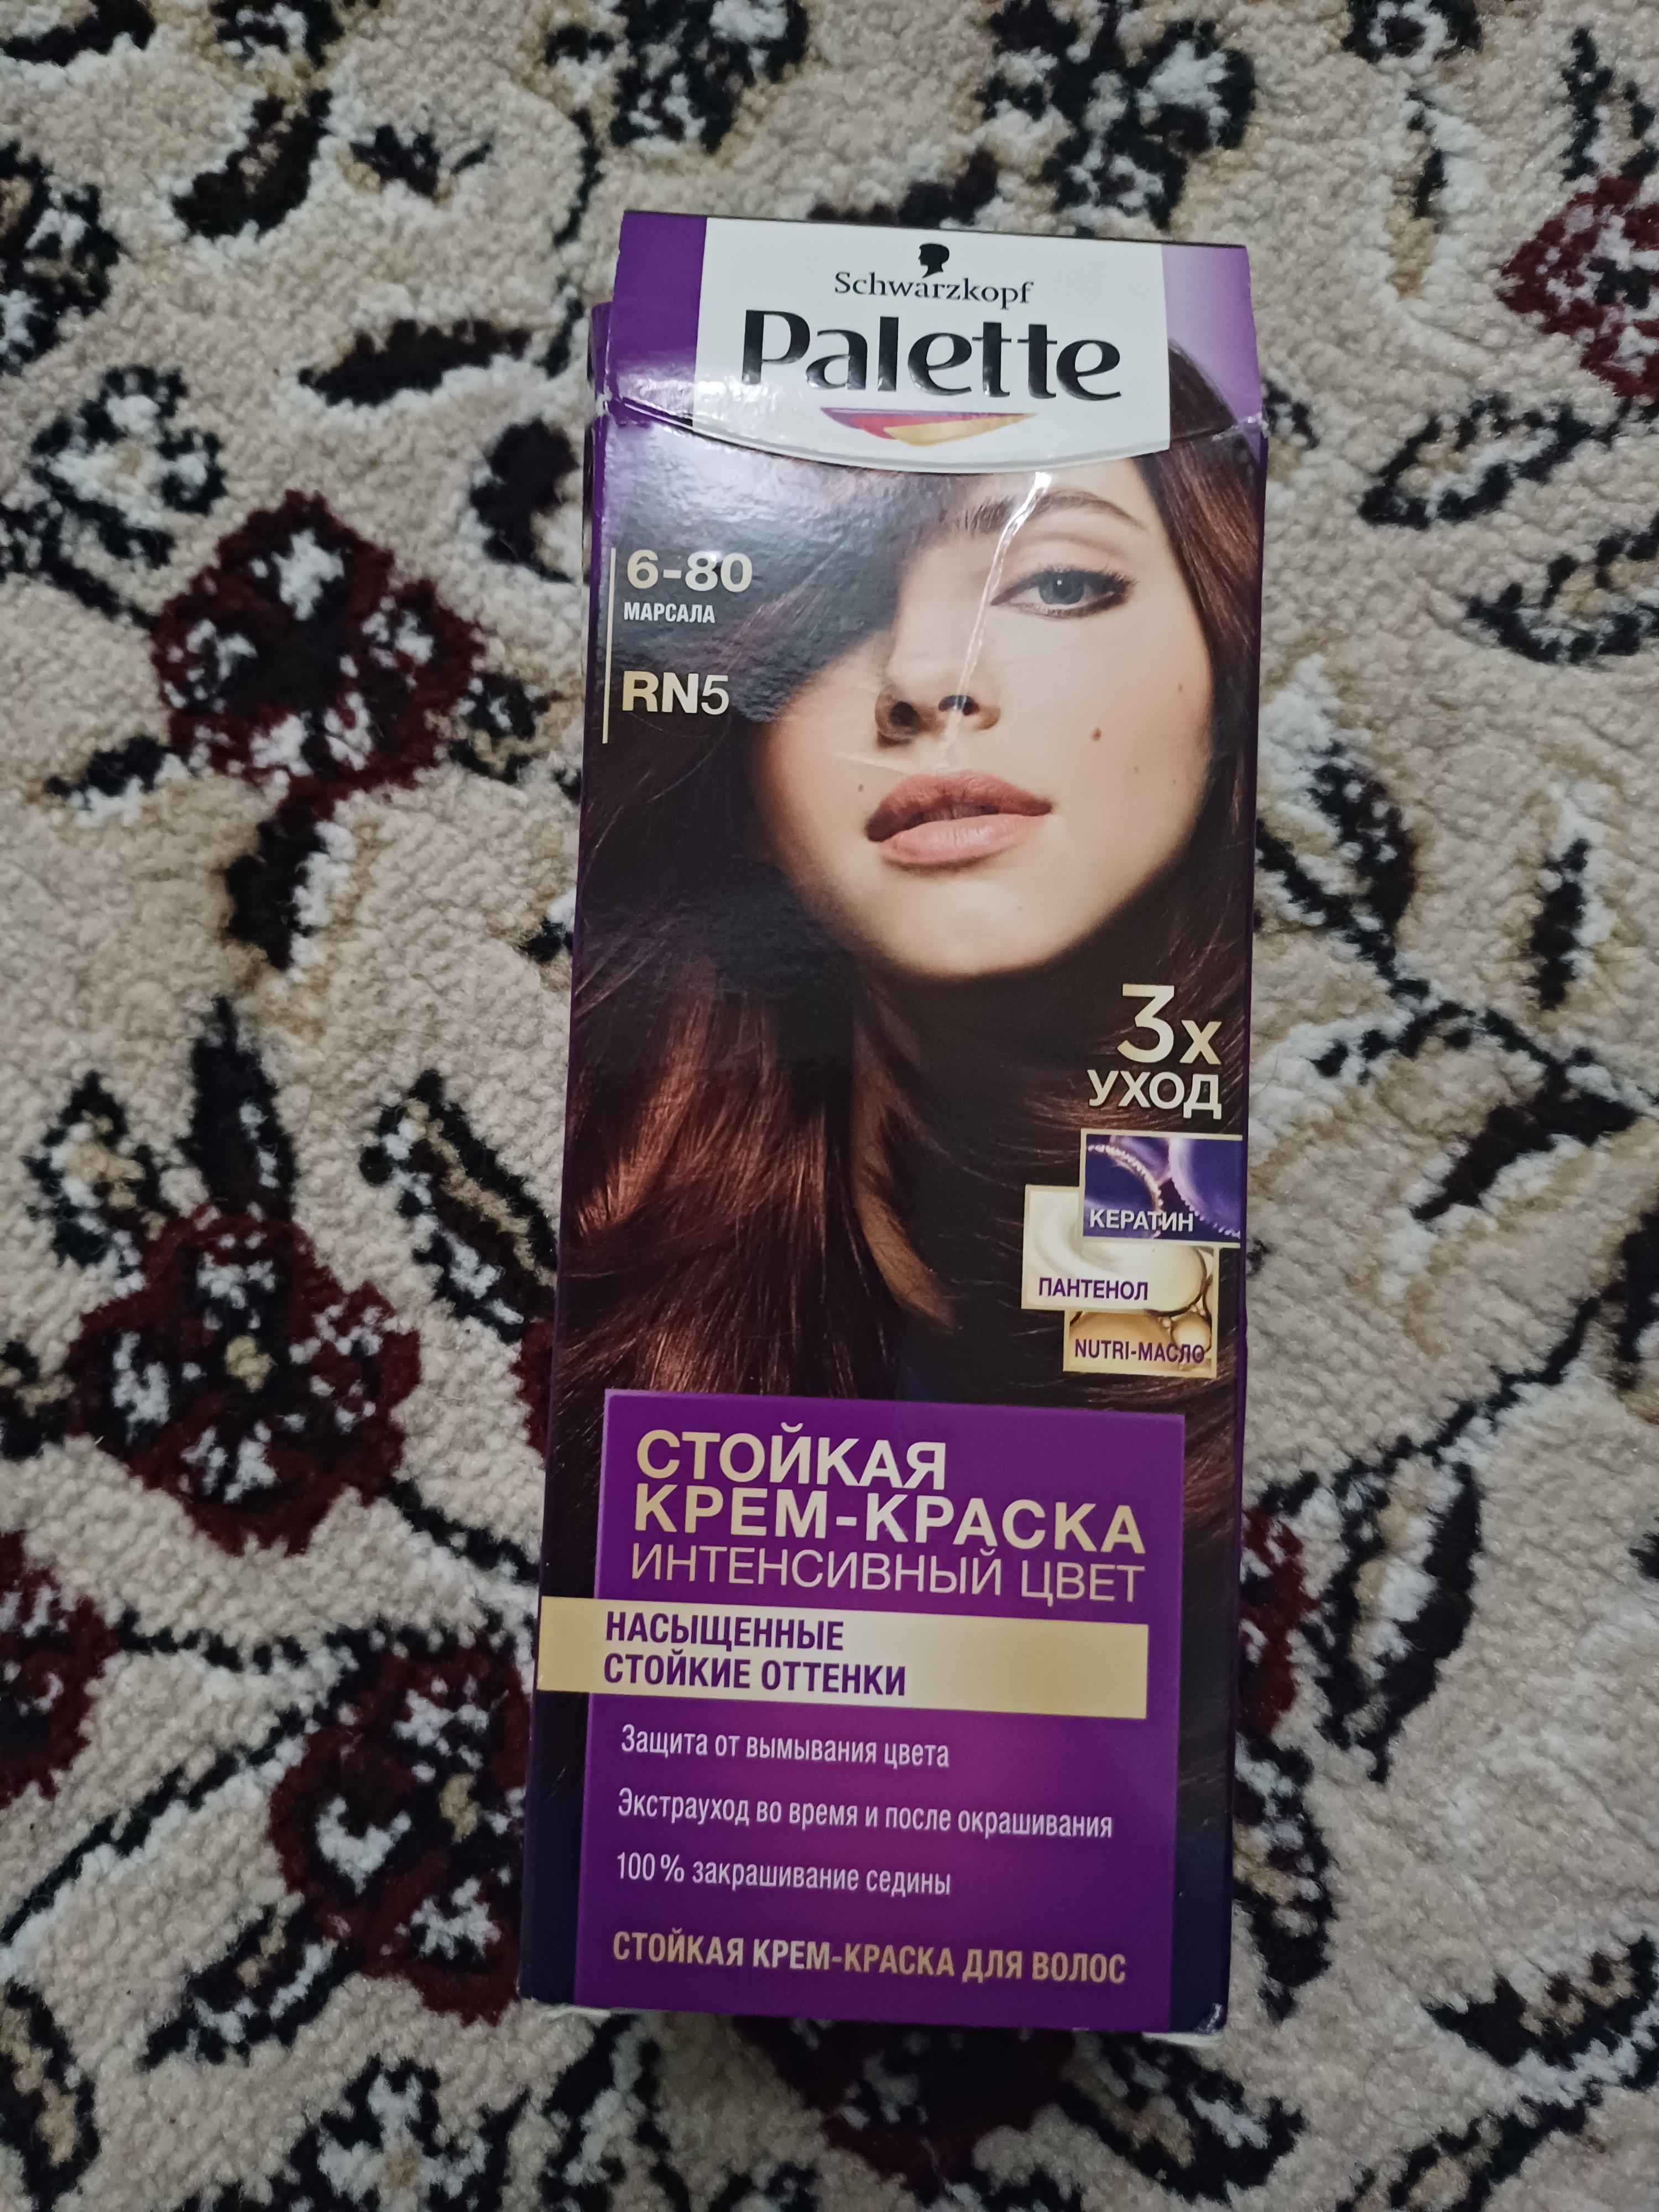 Schwarzkopf
Palette
6-80
МАРСАЛА
RN5
3x
УХОД
КЕРАТИН
ПАНТЕНОЛ
NUTRI-МАСЛО
СТОЙКАЯ
КРЕМ-КРАСКА
ИНТЕНСИВНЫЙ ЦВЕТ
НАСЫЩЕННЫЕ
СТОЙКИЕ ОТТЕНКИ
Защита от вымывания цвета
Экстрауход во время и после окрашивания
100% закрашивание седины
СТОЙКАЯ КРЕМ-КРАСКА ДЛЯ ВОЛОС